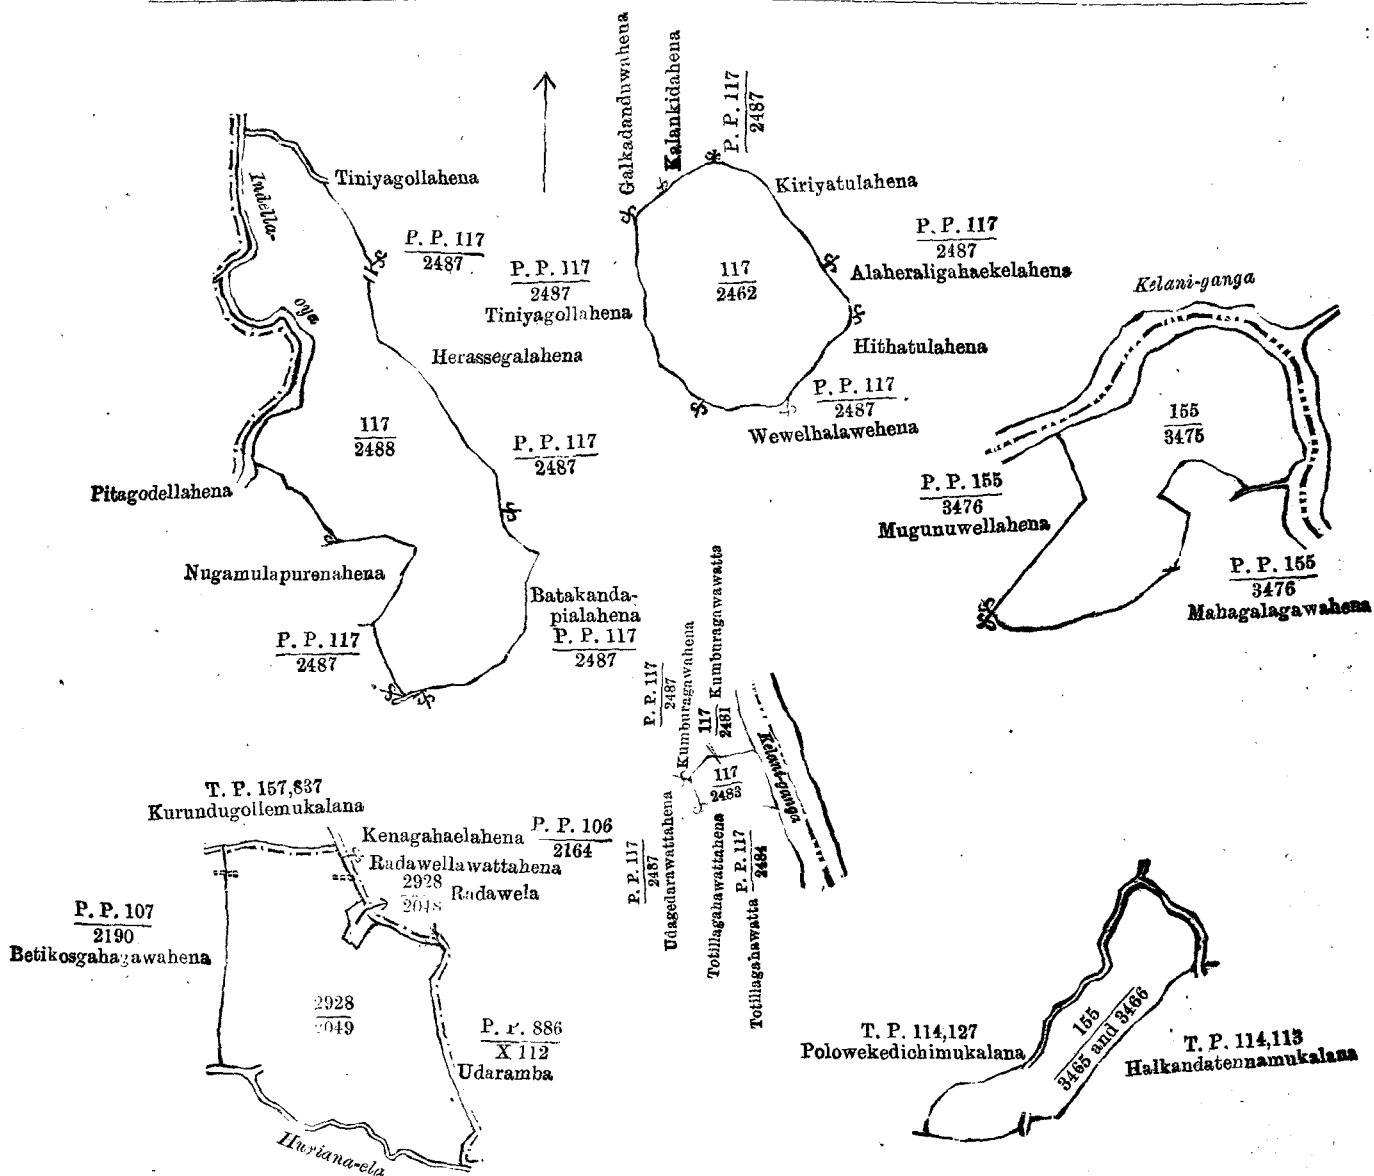 Indella-
oya
Tiniyagollahena
P. P. 117
2487
Herassegalahena
117
2488
P. P. 117
2487
Pitagodellahena
Nugamulapurenahena
P. P. 117
2487
Batakanda-
pialahena
P. P. 117
2487
Galkadanduwahena
Kalankidahena
P. P. 117
2487
Kiriyatulahena
P. P. 117
2487
Alaheraligahaekelahena
P. P. 117
2487
Tiniyagollahena
117
2462
Hithatulahena
P. P. 117
2487
Wewelhalawehena
Kelani-ganga
155
3475
P. P. 155
3476
Mugunuwellahena
P. P. 155
3476
Mahagalagawahena
P. P. 117
2487
Kumburagawahena
117
2481
Kumburagawawatta
117
2483
Kelani-ganga
P. P. 117
2487
Udagedarawattahena
Totillagahawattahena
P. P. 117
2484
Totillagahawatta
T. P. 157,837
Kurundugollemukalana
Kenagahaelahena
P. P. 106
2164
Radawellawattahena
2928
2048
Radawela
P. P. 107
2190
Betikosgahagawahena
2928
2049
P. P. 886
X 112
Udaramba
Huriana-ela
T. P. 114,127
Polowekedichimukalana
155
3465 and 3466
T. P. 114,113
Halkandatennamukalana